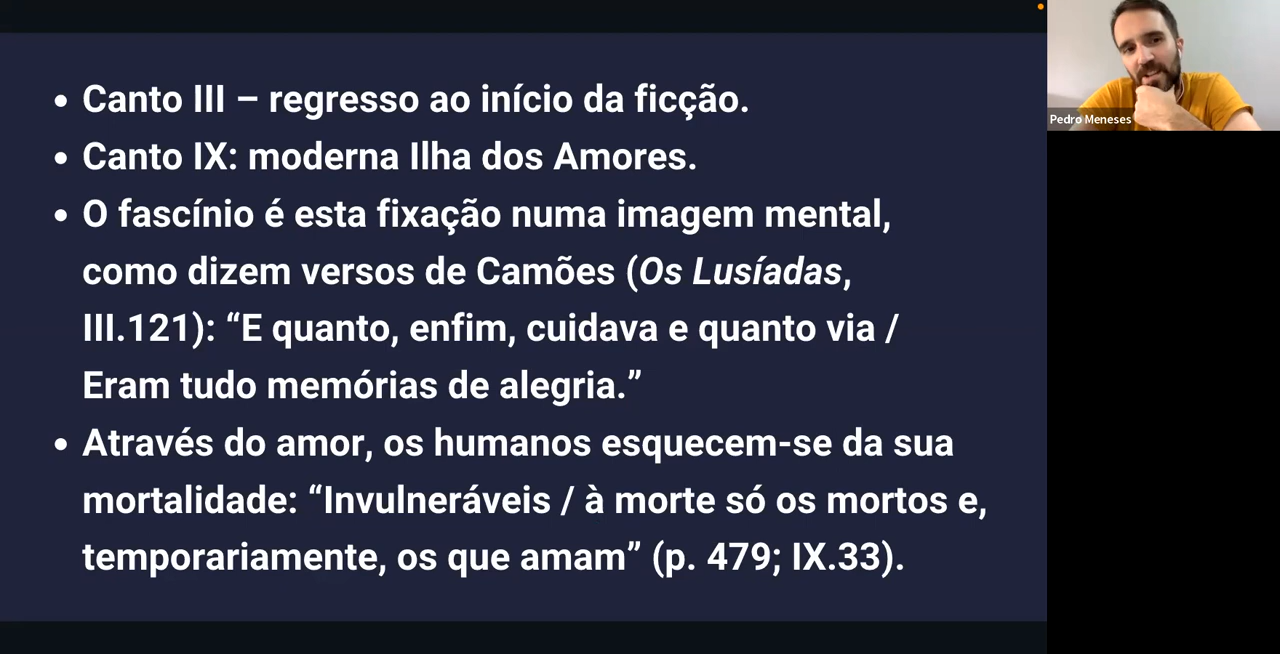 • Canto III – regresso ao início da ficção.
• Canto IX: moderna Ilha dos Amores.
• O fascínio é esta fixação numa imagem mental,
como dizem versos de Camões (Os Lusíadas,
III.121): “E quanto, enfim, cuidava e quanto via /
Eram tudo memórias de alegria.”
• Através do amor, os humanos esquecem-se da sua
mortalidade: “Invulneráveis / à morte só os mortos e,
temporariamente, os que amam” (p. 479; IX.33).
Pedro Meneses